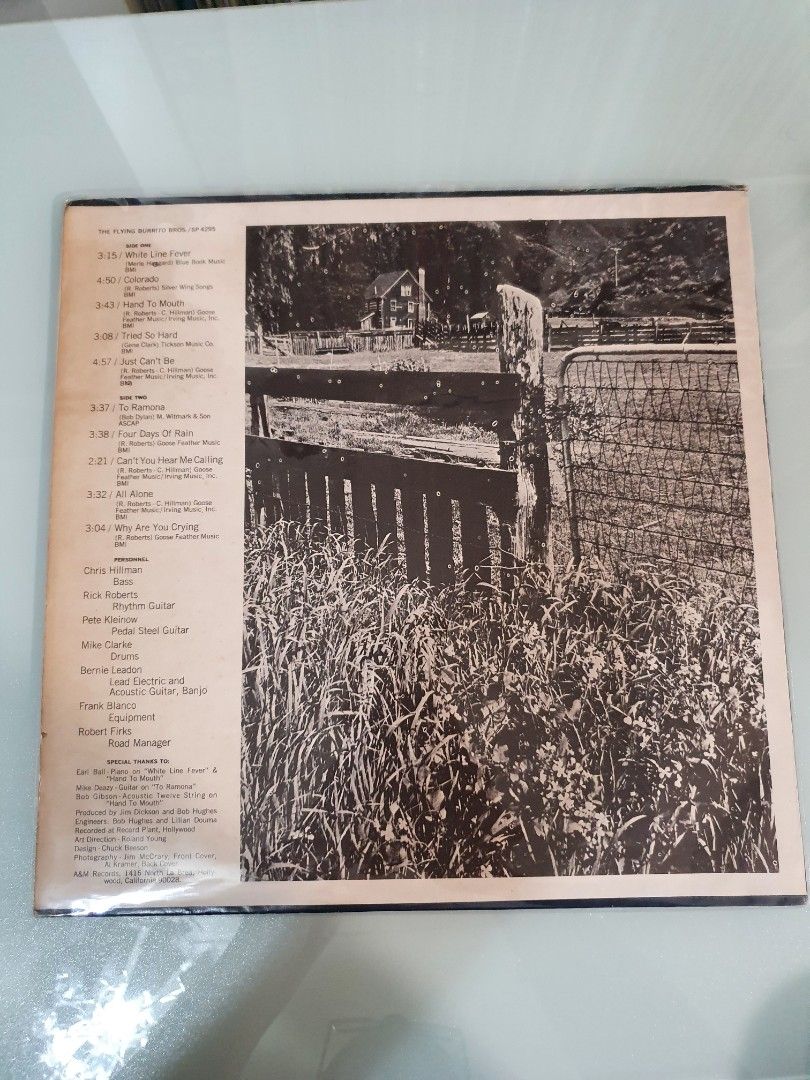 THE FLYING BURRITO BROS./SP 4295
SIDE ONE
3:15 / White Line Fever
(Merle Haggard) Blue Book Music
BMI
4:50 / Colorado
(R. Roberts) Silver Wing Songs
BMI
3:43 / Hand To Mouth
(R. Roberts - C. Hillman) Goose
Feather Music/Irving Music, Inc.
BMI
3:08 / Tried So Hard
(Gene Clark) Tickson Music Co.
BMI
4:57 / Just Can't Be
(R. Roberts - C. Hillman) Goose
Feather Music/Irving Music, Inc.
BMI
SIDE TWO
3:37 / To Ramona
(Bob Dylan) M. Witmark & Son
ASCAP
3:38 / Four Days Of Rain
(R. Roberts) Goose Feather Music
BMI
2:21 / Can't You Hear Me Calling
(R. Roberts - C. Hillman) Goose
Feather Music/Irving Music, Inc.
BMI
3:32 / All Alone
(R. Roberts - C. Hillman) Goose
Feather Music/Irving Music, Inc.
BMI
3:04 / Why Are You Crying
(R. Roberts) Goose Feather Music
BMI
PERSONNEL
Chris Hillman
Bass
Rick Roberts
Rhythm Guitar
Pete Kleinow
Pedal Steel Guitar
Mike Clarke
Drums
Bernie Leadon
Lead Electric and
Acoustic Guitar, Banjo
Frank Blanco
Equipment
Robert Firks
Road Manager
SPECIAL THANKS TO:
Earl Ball - Piano on "White Line Fever" &
"Hand To Mouth"
Mike Deazy - Guitar on "To Ramona"
Bob Gibson - Acoustic Twelve String on
"Hand To Mouth"
Produced by Jim Dickson and Bob Hughes
Engineers: Bob Hughes and Lillian Douma
Recorded at Record Plant, Hollywood
Art Direction - Roland Young
Design - Chuck Beeson
Photography - Jim McCrary, Front Cover,
Al Kramer, Back Cover
A&M Records, 1416 North La Brea, Holly-
wood, California 90028.